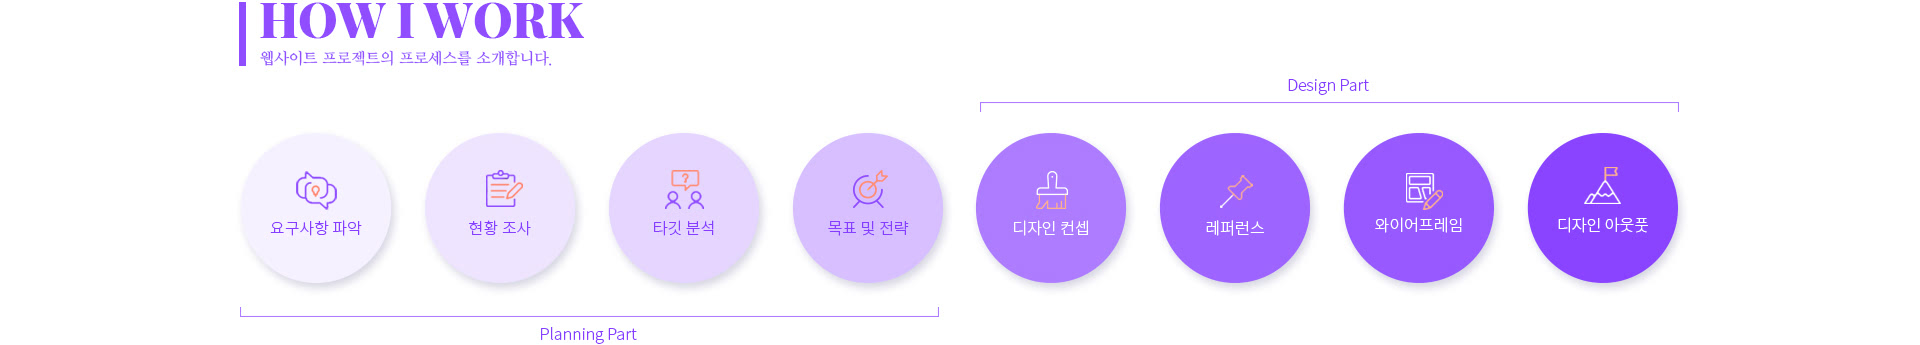 HOW I WORK
웹사이트 프로젝트의 프로세스를 소개합니다.
Design Part
요구사항 파악
현황 조사
타깃 분석
목표 및 전략
디자인 컨셉
레퍼런스
와이어프레임
디자인 아웃풋
Planning Part